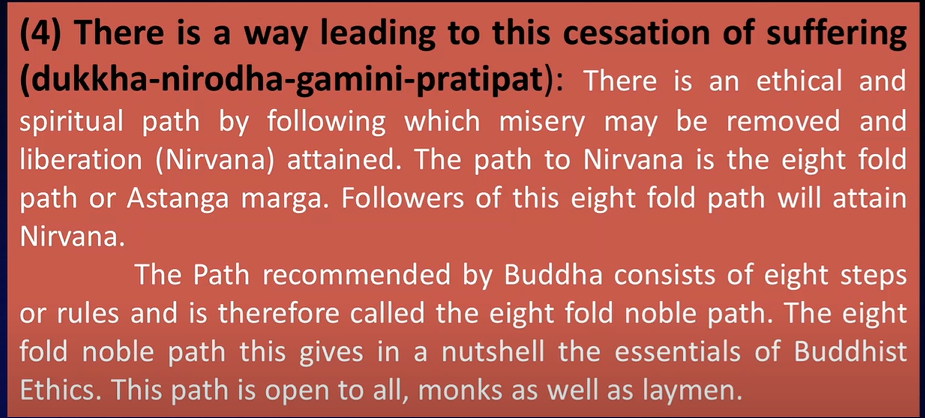 (4) There is a way leading to this cessation of suffering
(dukkha-nirodha-gamini-pratipat): There is an ethical and
spiritual path by following which misery may be removed and
liberation (Nirvana) attained. The path to Nirvana is the eight fold
path or Astanga marga. Followers of this eight fold path will attain
Nirvana.
The Path recommended by Buddha consists of eight steps
or rules and is therefore called the eight fold noble path. The eight
fold noble path this gives in a nutshell the essentials of Buddhist
Ethics. This path is open to all, monks as well as laymen.